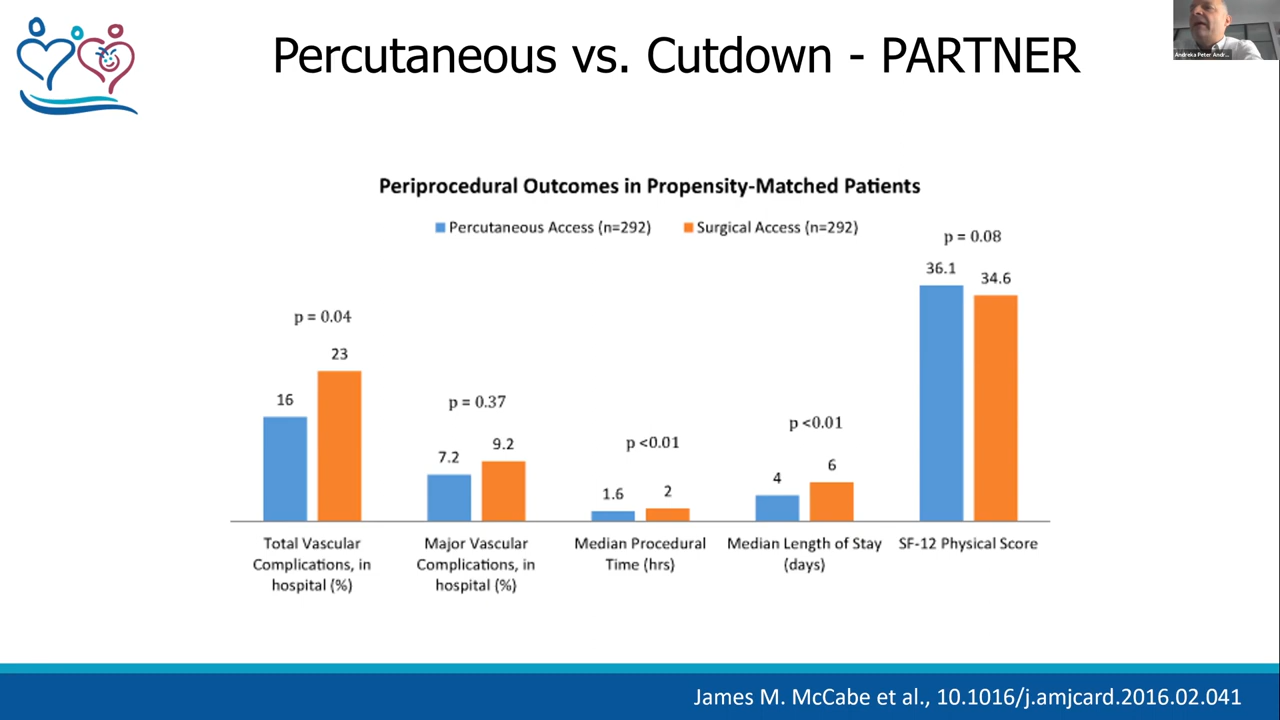 Percutaneous vs. Cutdown - PARTNER
Andréka Péter Andr...
Periprocedural Outcomes in Propensity-Matched Patients
Percutaneous Access (n=292) Surgical Access (n=292)
p = 0.08
36.1
34.6
p = 0.04
23
16
p = 0.37
9.2
7.2
p <0.01
1.6
2
p <0.01
4
6
Total Vascular
Complications, in
hospital (%)
Major Vascular
Complications, in
hospital (%)
Median Procedural
Time (hrs)
Median Length of Stay
(days)
SF-12 Physical Score
James M. McCabe et al., 10.1016/j.amjcard.2016.02.041